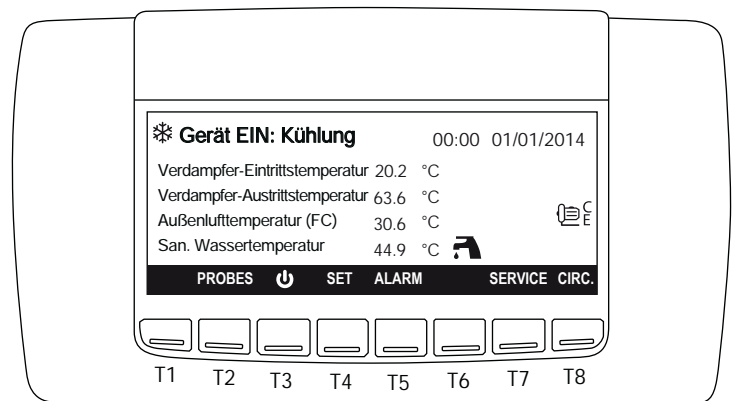 Gerät EIN: Kühlung 00:00 01/01/2014
Verdampfer-Eintrittstemperatur 20.2 °C
Verdampfer-Austrittstemperatur 63.6 °C
Außenlufttemperatur (FC) 30.6 °C
San. Wassertemperatur 44.9 °C
C
E
PROBES SET ALARM SERVICE CIRC.
T1 T2 T3 T4 T5 T6 T7 T8